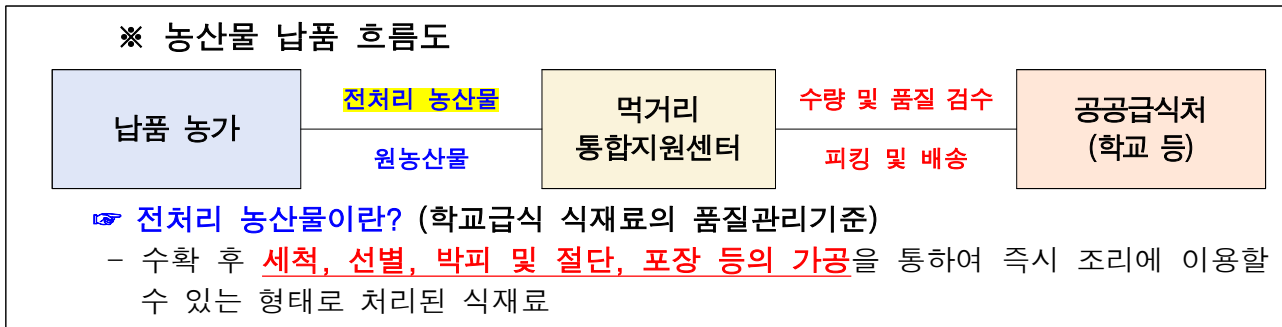 ※ 농산물 납품 흐름도
납품 농가
전처리 농산물
원농산물
먹거리
통합지원센터
수량 및 품질 검수
피킹 및 배송
공공급식처
(학교 등)
☞ 전처리 농산물이란? (학교급식 식재료의 품질관리기준)
- 수확 후 세척, 선별, 박피 및 절단, 포장 등의 가공을 통하여 즉시 조리에 이용할
수 있는 형태로 처리된 식재료